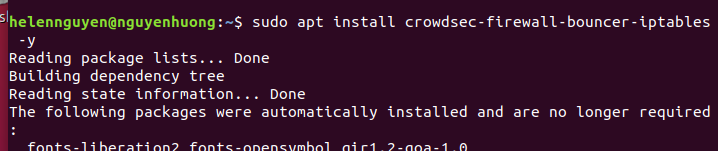 helennguyen@nguyenhuong:~$ sudo apt install crowdsec-firewall-bouncer-iptables
-y
Reading package lists... Done
Building dependency tree
Reading state information... Done
The following packages were automatically installed and are no longer required
:
fonts-liberation2 fonts-opensymbol gir1.2-goa-1.0